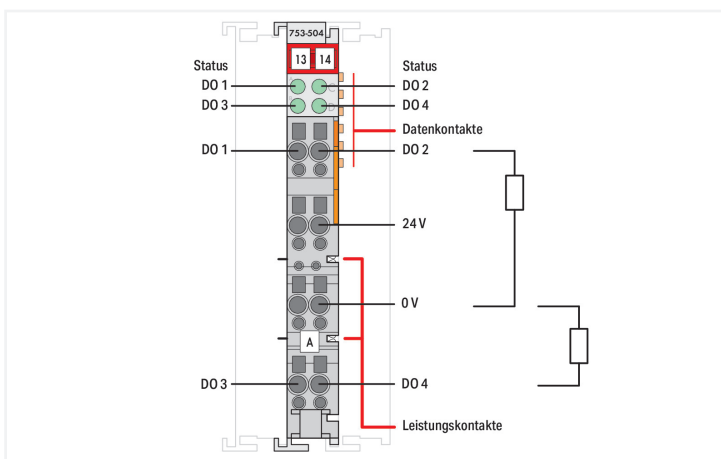 753-504
13 14
Status
Status
DO 1
DO 2
DO 3
DO 4
Datenkontakte
DO 1
DO 2
24 V
0 V
A
DO 3
DO 4
Leistungskontakte